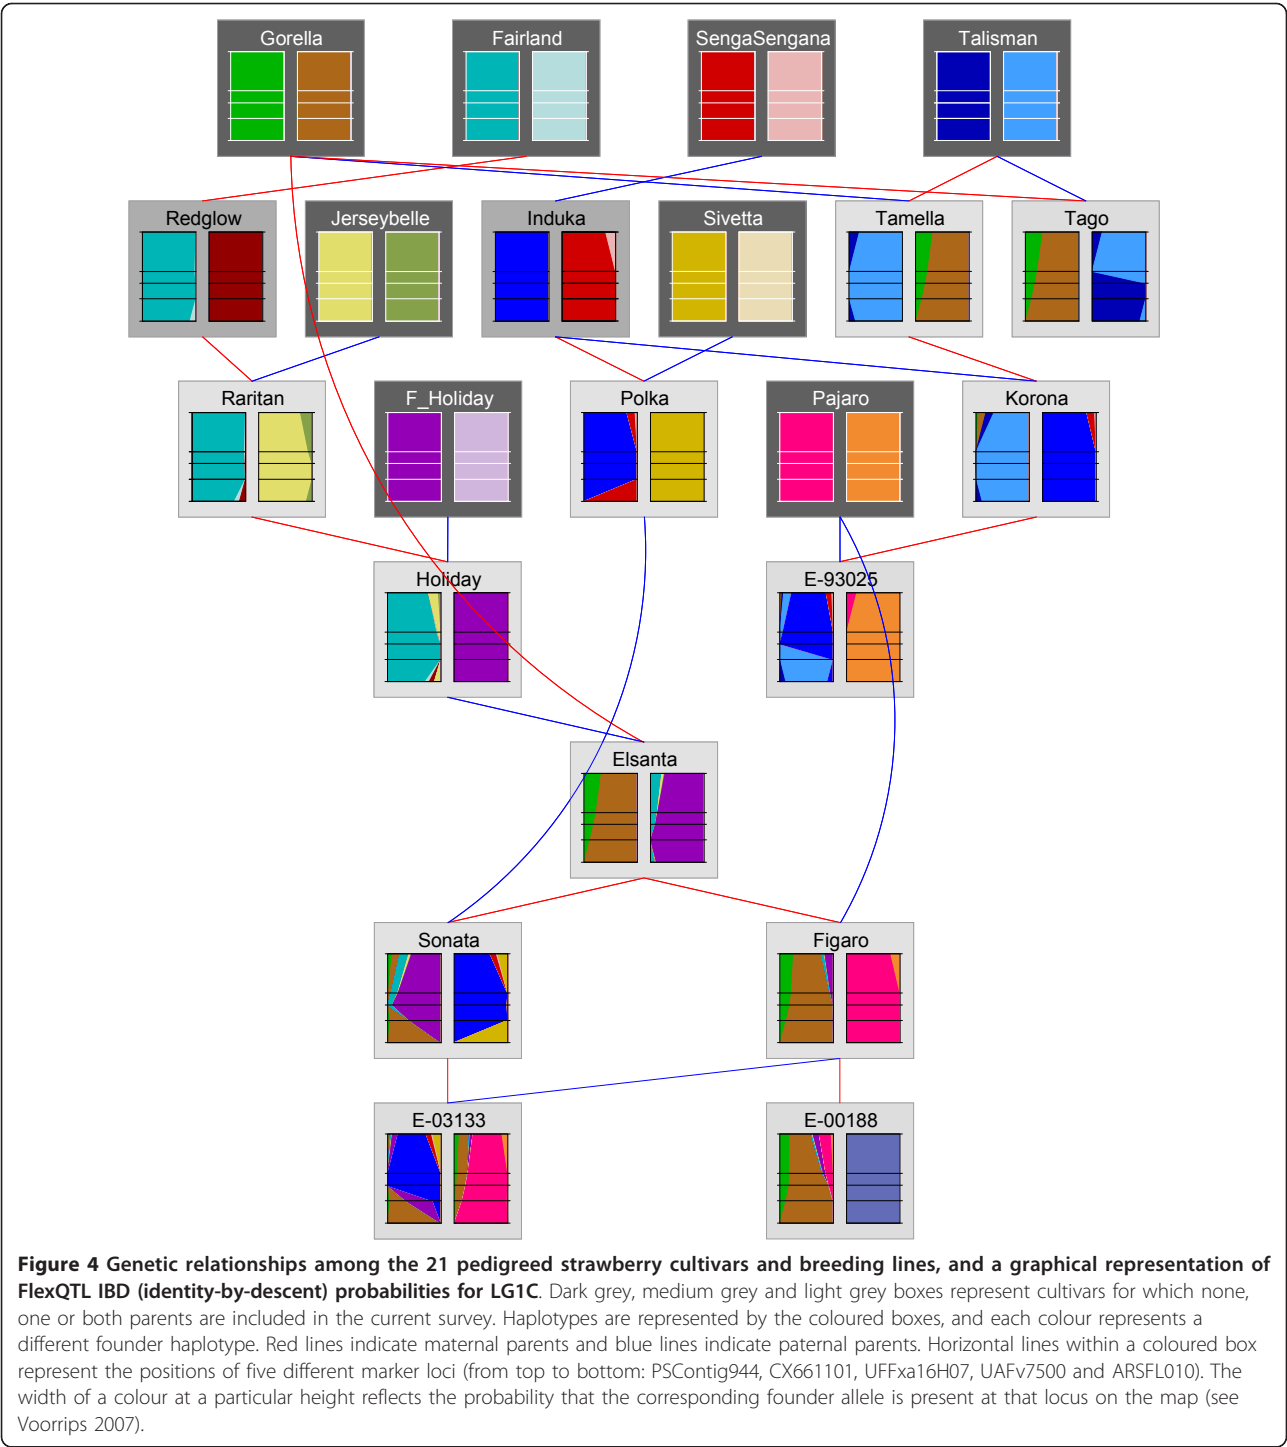 Gorella
Fairland
SengaSengana
Talisman
Redglow
Jerseybelle
Induka
Sivetta
Tamella
Tago
Raritan
F_Holiday
Polka
Pajaro
Korona
Holiday
E-93025
Elsanta
Sonata
Figaro
E-03133
E-00188
Figure 4 Genetic relationships among the 21 pedigreed strawberry cultivars and breeding lines, and a graphical representation of
FlexQTL IBD (identity-by-descent) probabilities for LG1C. Dark grey, medium grey and light grey boxes represent cultivars for which none,
one or both parents are included in the current survey. Haplotypes are represented by the coloured boxes, and each colour represents a
different founder haplotype. Red lines indicate maternal parents and blue lines indicate paternal parents. Horizontal lines within a coloured box
represent the positions of five different marker loci (from top to bottom: PSContig944, CX661101, UFFxa16H07, UAFv7500 and ARSFL010). The
width of a colour at a particular height reflects the probability that the corresponding founder allele is present at that locus on the map (see
Voorrips 2007).